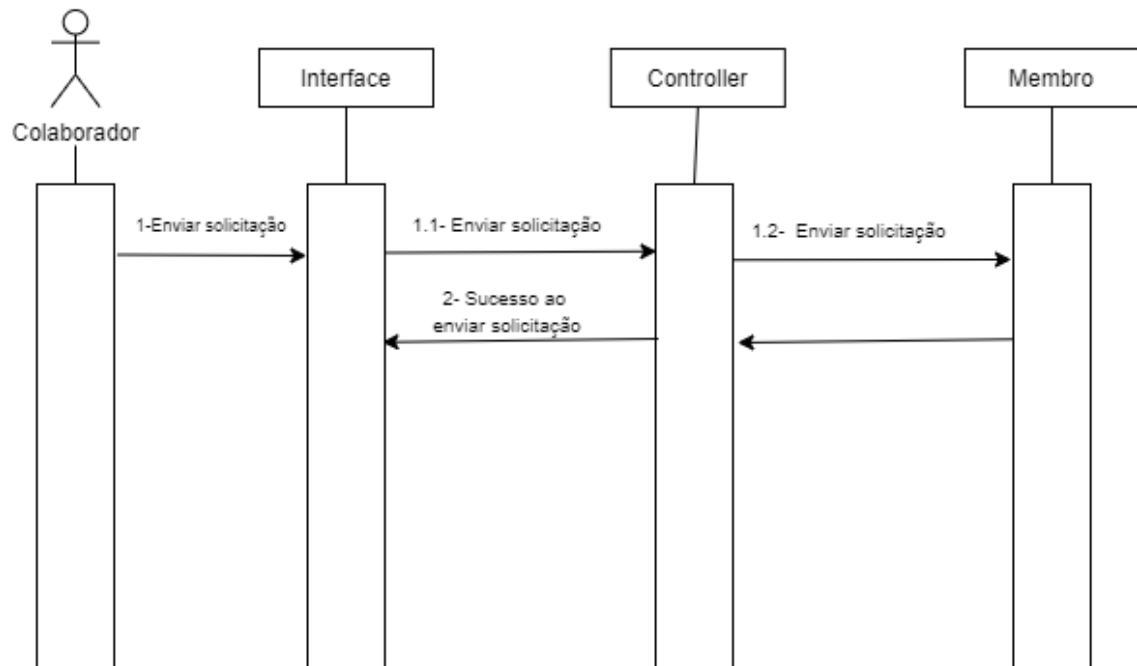 Interface
Controller
Membro
Colaborador
1-Enviar solicitação
1.1- Enviar solicitação
1.2-  Enviar solicitação
2- Sucesso ao
enviar solicitação